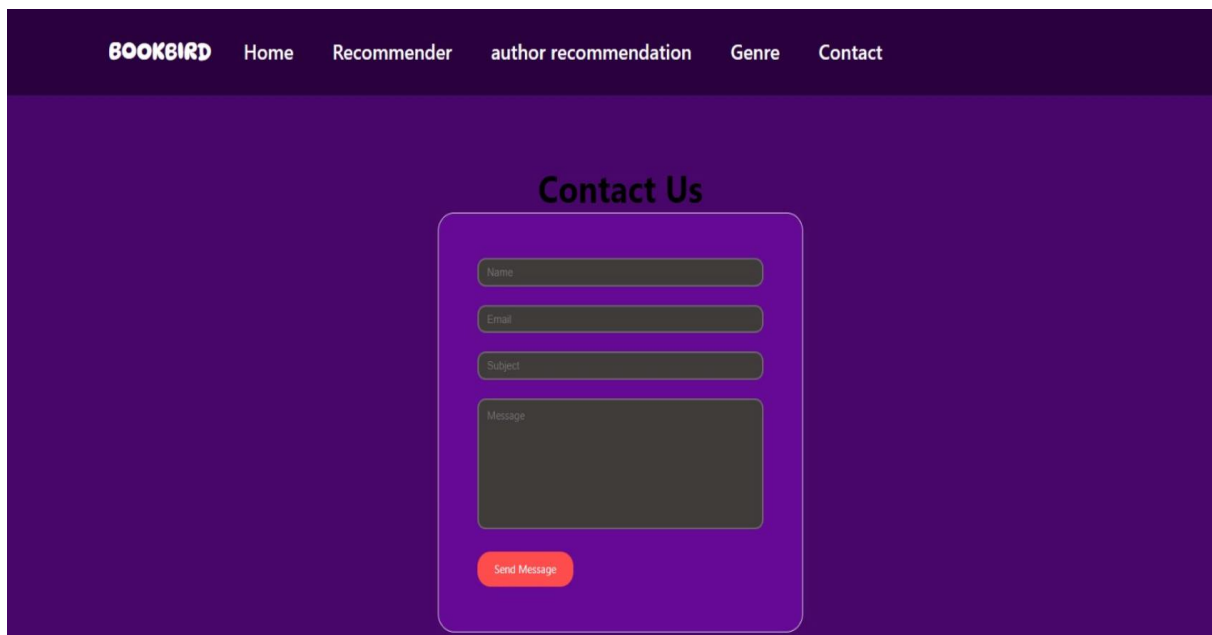 BOOKBIRD Home Recommender author recommendation Genre Contact
Contact Us
Name
Email
Subject
Message
Send Message